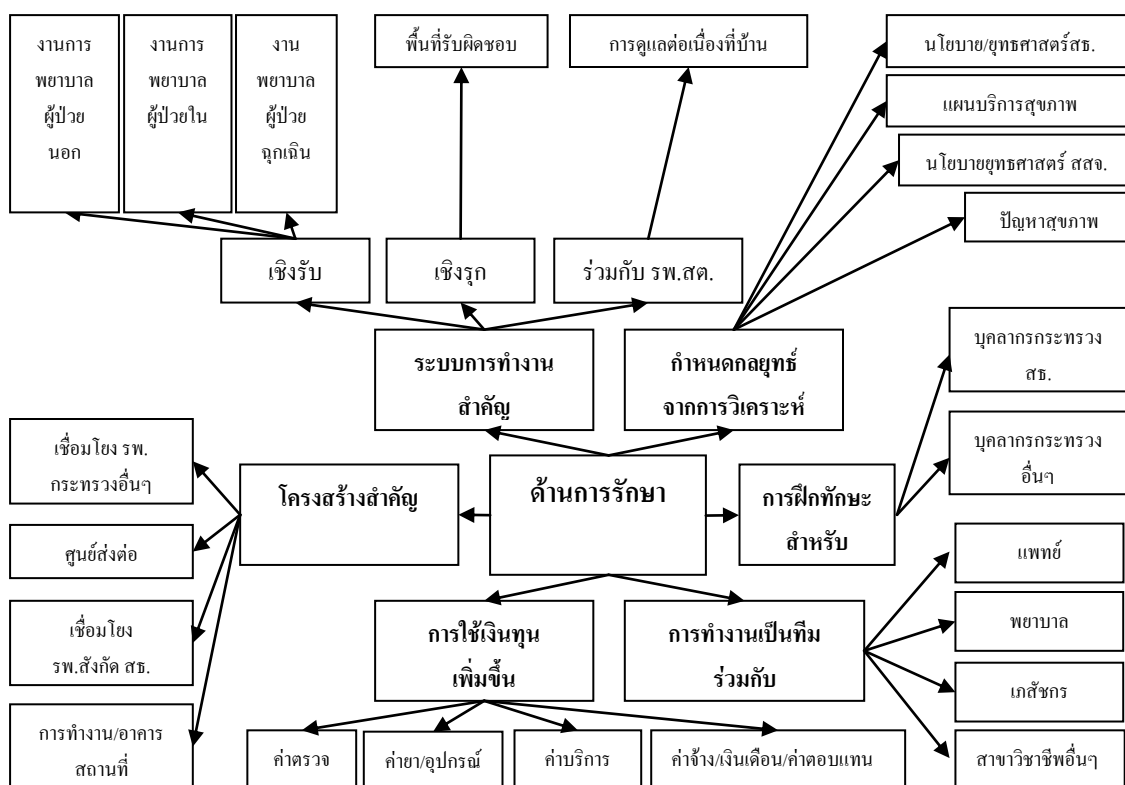 งานการ
พยาบาล
ผู้ป่วย
นอก
งานการ
พยาบาล
ผู้ป่วยใน
งาน
พยาบาล
ผู้ป่วย
ฉุกเฉิน
พื้นที่รับผิดชอบ
การดูแลต่อเนื่องที่บ้าน
นโยบาย/ยุทธศาสตร์สธ.
แผนบริการสุขภาพ
นโยบายยุทธศาสตร์ สสจ.
ปัญหาสุขภาพ
เชิงรับ
เชิงรุก
ร่วมกับ รพ.สต.
ระบบการทำงาน
สำคัญ
กำหนดกลยุทธ์
จากการวิเคราะห์
บุคลากรกระทรวง
สธ.
บุคลากรกระทรวง
อื่นๆ
เชื่อมโยง รพ.
กระทรวงอื่นๆ
โครงสร้างสำคัญ
ด้านการรักษา
การฝึกทักษะ
สำหรับ
ศูนย์ส่งต่อ
เชื่อมโยง
รพ.สังกัด สธ.
การทำงาน/อาคาร
สถานที่
การใช้เงินทุน
เพิ่มขึ้น
การทำงานเป็นทีม
ร่วมกับ
แพทย์
พยาบาล
เภสัชกร
สาขาวิชาชีพอื่นๆ
ค่าตรวจ
ค่ายา/อุปกรณ์
ค่าบริการ
ค่าจ้าง/เงินเดือน/ค่าตอบแทน